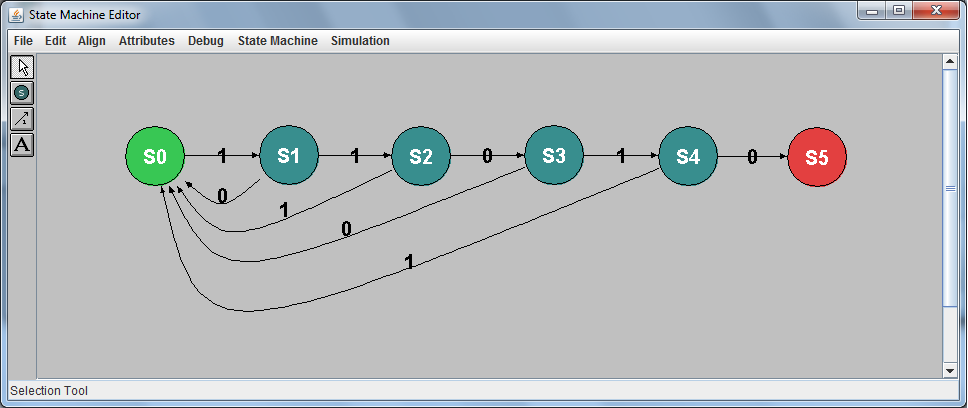 State Machine Editor
File Edit Align Attributes Debug State Machine Simulation
S
1
A
S0 1 S1 1 S2 0 S3 1 S4 0 S5
0
1
0
1
Selection Tool